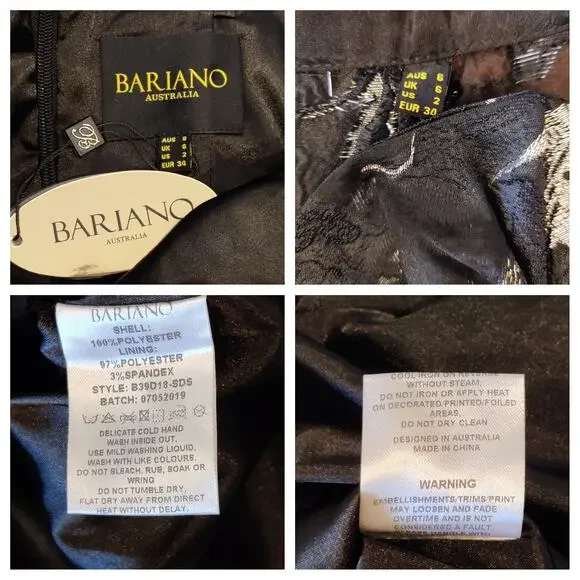 BARIANO
AUSTRALIA
AUS 6
UK 6
US 2
EUR 34
BARIANO
AUSTRALIA
AUS 6
UK 6
US 2
EUR 34
BARIANO
SHELL:
100%POLYESTER
LINING:
97%POLYESTER
3%SPANDEX
STYLE: B39D18-SDS
BATCH: 07052019
DELICATE COLD HAND
WASH INSIDE OUT.
USE MILD WASHING LIQUID.
WASH WITH LIKE COLOURS.
DO NOT BLEACH, RUB, SOAK OR
WRING
DO NOT TUMBLE DRY,
FLAT DRY AWAY FROM DIRECT
HEAT WITHOUT DELAY.
COOL IRON ON REVERSE
WITHOUT STEAM,
DO NOT IRON OR APPLY HEAT
ON DECORATED/PRINTED/FOILED
AREAS,
DO NOT DRY CLEAN
DESIGNED IN AUSTRALIA
MADE IN CHINA
WARNING
EMBELLISHMENTS/TRIMS/PRINT
MAY LOOSEN AND FADE
OVERTIME AND IS NOT
CONSIDERED A FAULT.
HANDLE WITH